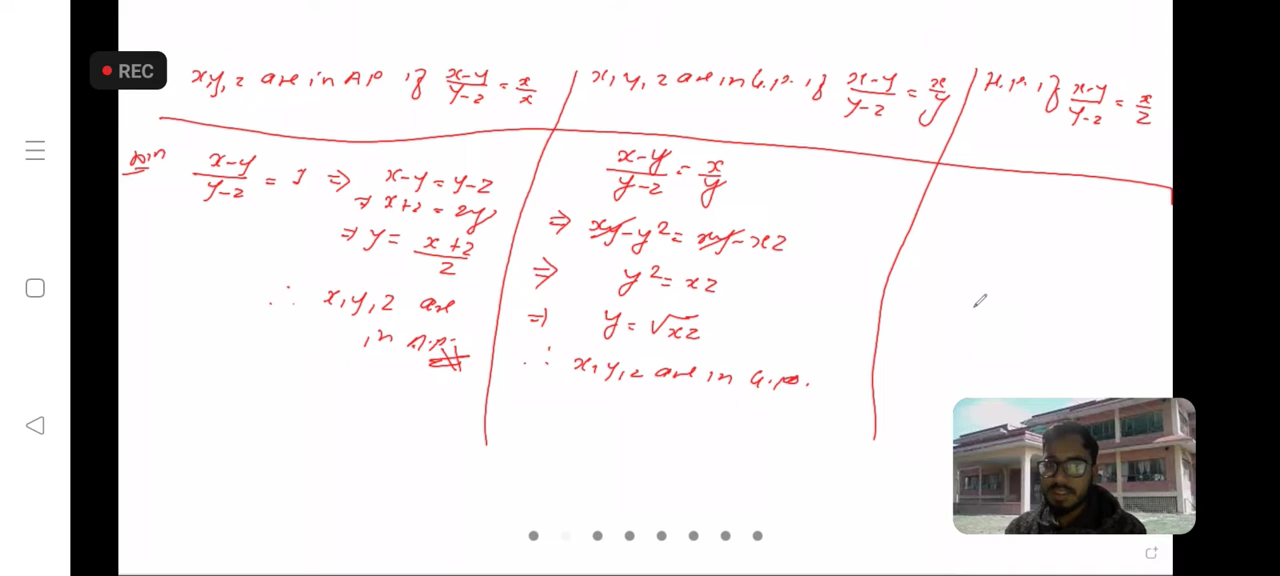 REC
x,y,z are in A.P if x-y/y-z = x/x
x,y,z are in G.P. if x-y/y-z = x/y
H.P. if x-y/y-z = x/z
x-y/y-z = 1 ⇒ x-y = y-z
⇒ x+z = 2y
⇒ y = x+z/2
∴ x,y,z are
in A.P.
x-y/y-z = x/y
⇒ xy-y² = xy-xz
⇒ y² = xz
⇒ y = √xz
∴ x,y,z are in G.P.